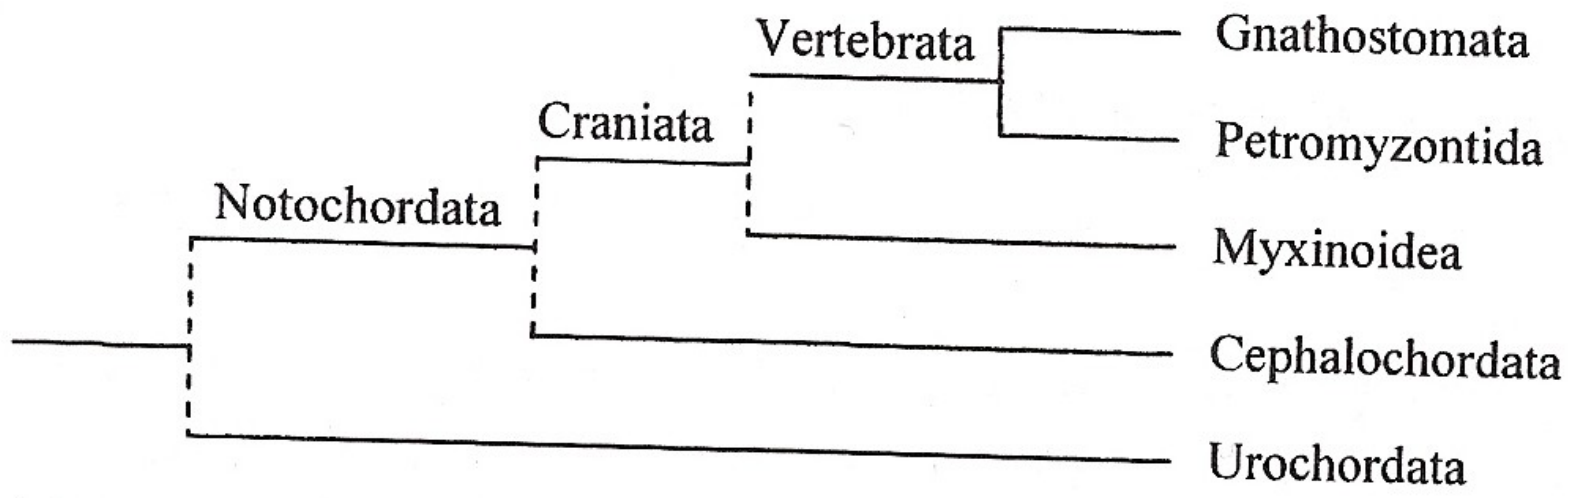 Vertebrata
Gnathostomata
Craniata
Petromyzontida
Notochordata
Myxinoidea
Cephalochordata
Urochordata